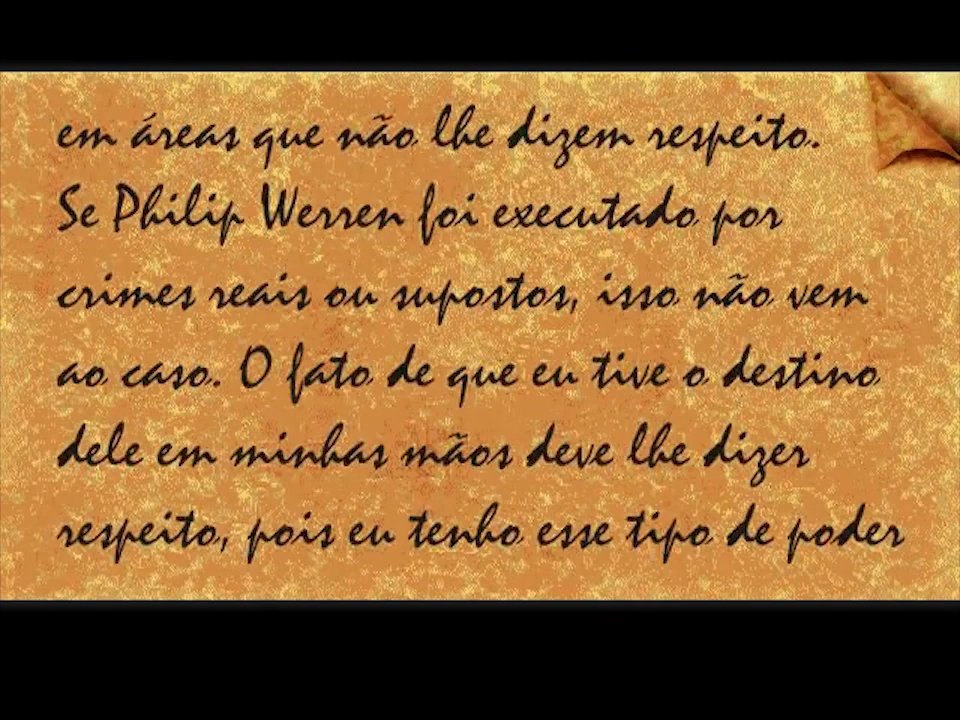 em áreas que não lhe dizem respeito.
Se Philip Werren foi executado por
crimes reais ou supostos, isso não vem
ao caso. O fato de que eu tive o destino
dele em minhas mãos deve lhe dizer
respeito, pois eu tenho esse tipo de poder